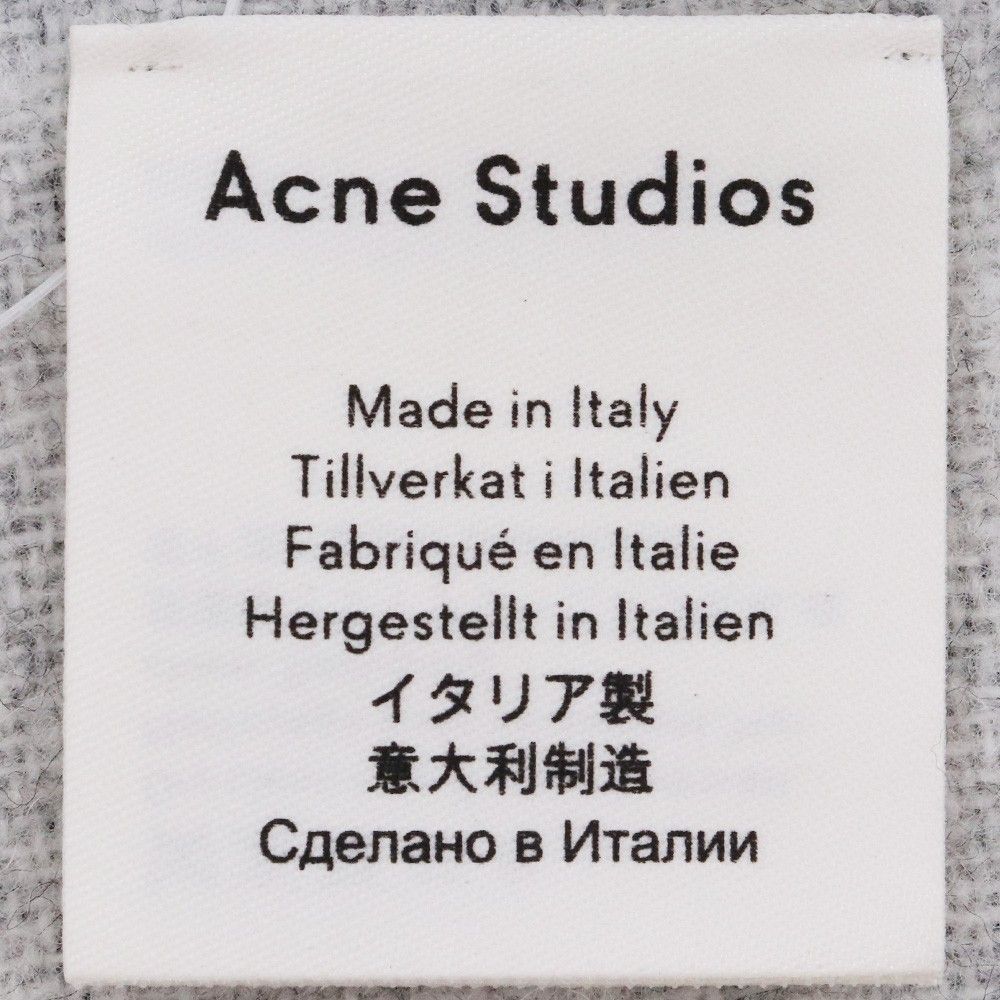 Acne Studios
Made in Italy
Tillverkat i Italien
Fabriqué en Italie
Hergestellt in Italien
イタリア製
意大利制造
Сделано в Италии